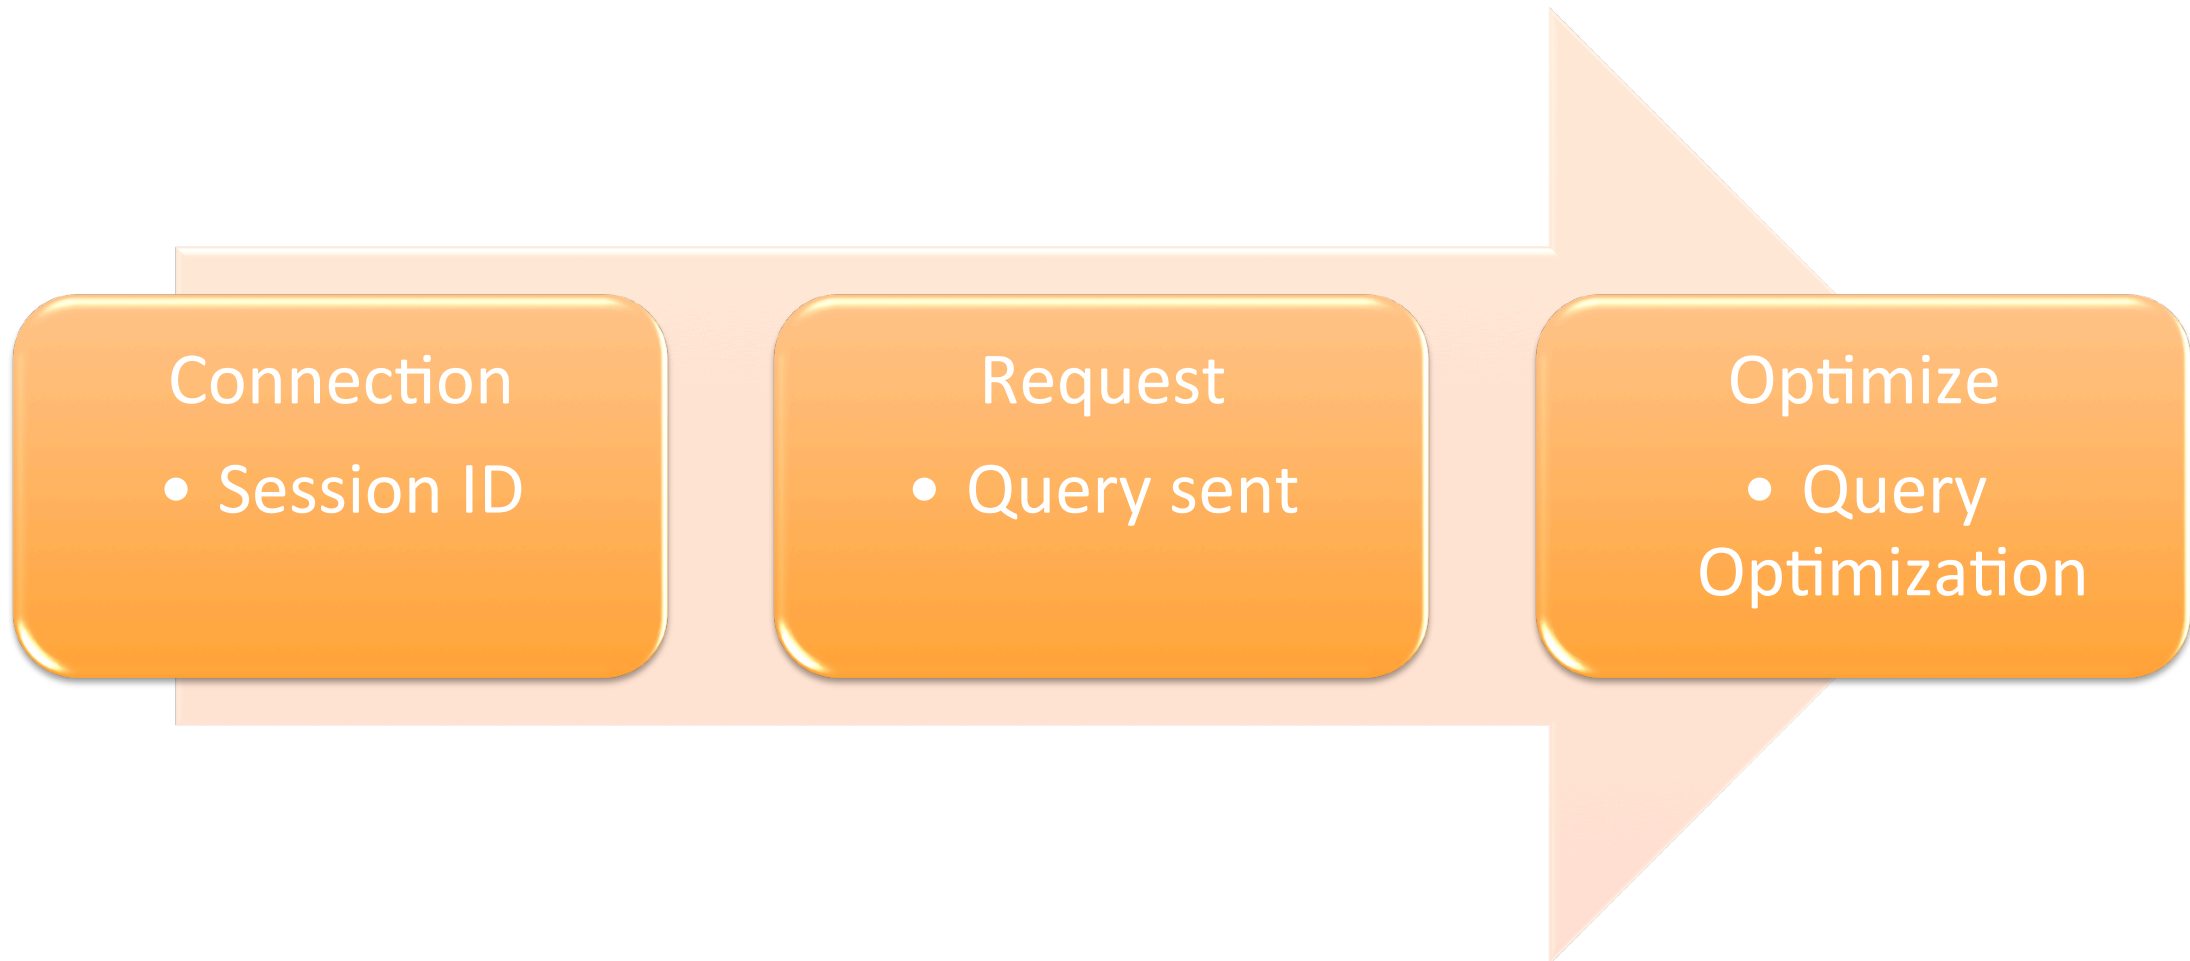 Connection
• Session ID
Request
• Query sent
Optimize
• Query
Optimization